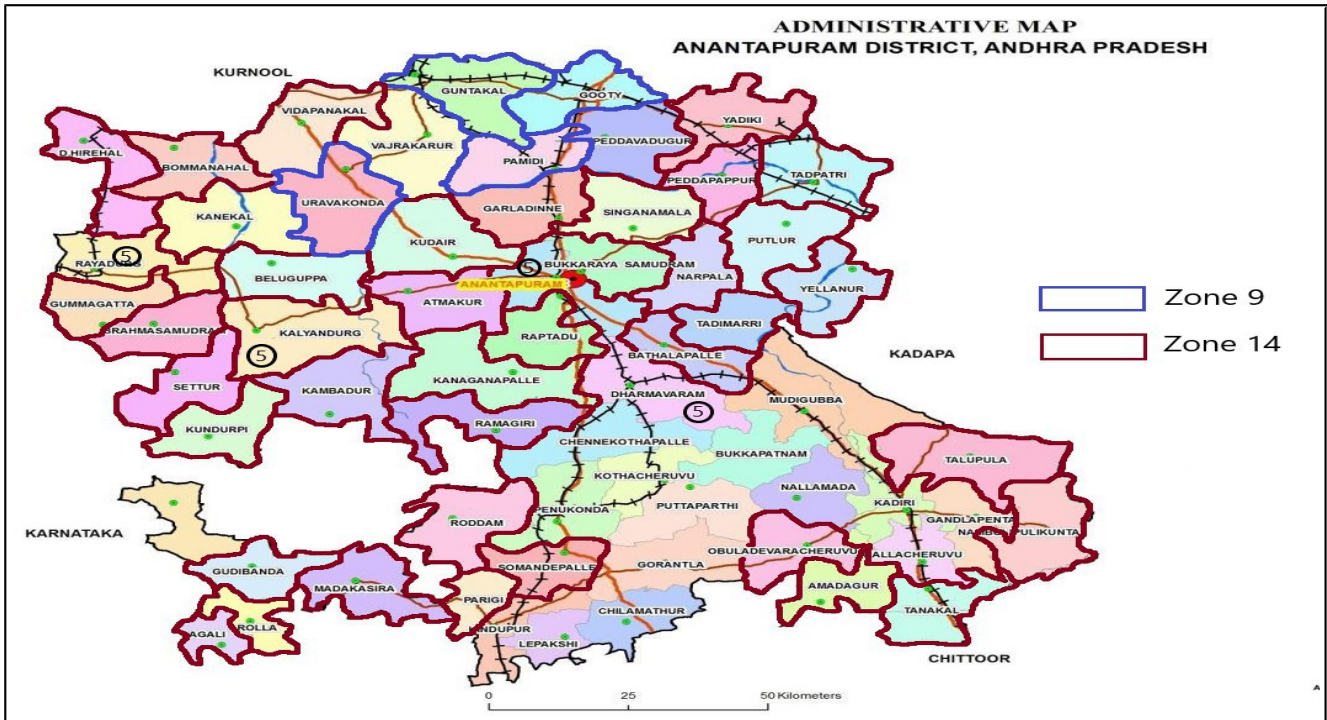 ADMINISTRATIVE MAP
ANANTAPURAM DISTRICT, ANDHRA PRADESH
KURNOOL
GUNTAKAL
GOOTY
VIDAPANAKAL
YADIKI
D.HIREHAL
BOMMANAHAL
VAJRAKARUR
PEDDAVADUGUR
PAMIDI
PEDDAPAPPUR
TADPATRI
URAVAKONDA
KANEKAL
GARLADINNE
SINGANAMALA
PUTLUR
KUDAIR
5
RAYADURG
BELUGUPPA
5
BUKKARAYA SAMUDRAM
NARPALA
ANANTAPURAM
YELLANUR
Zone 9
GUMMAGATTA
ATMAKUR
BRAHMASAMUDRAM
KALYANDURG
RAPTADU
TADIMARRI
Zone 14
5
BATHALAPALLE
KADAPA
SETTUR
KAMBADUR
KANAGANAPALLE
DHARMAVARAM
5
MUDIGUBBA
KUNDURPI
RAMAGIRI
CHENNEKOTHAPALLE
BUKKAPATNAM
TALUPULA
KOTHACHERUVU
NALLAMADA
KADIRI
PENUKONDA
PUTTAPARTHI
GANDLAPENTA
KARNATAKA
RODDAM
NAMBULIPULIKUNTA
OBULADEVARACHERUVU
ALLACHERUVU
GUDIBANDA
SOMANDEPALLE
GORANTLA
MADAKASIRA
PARIGI
AMADAGUR
TANAKAL
AGALI
ROLLA
HINDUPUR
LEPAKSHI
CHILAMATHUR
CHITTOOR
0 25 50 Kilometers
A